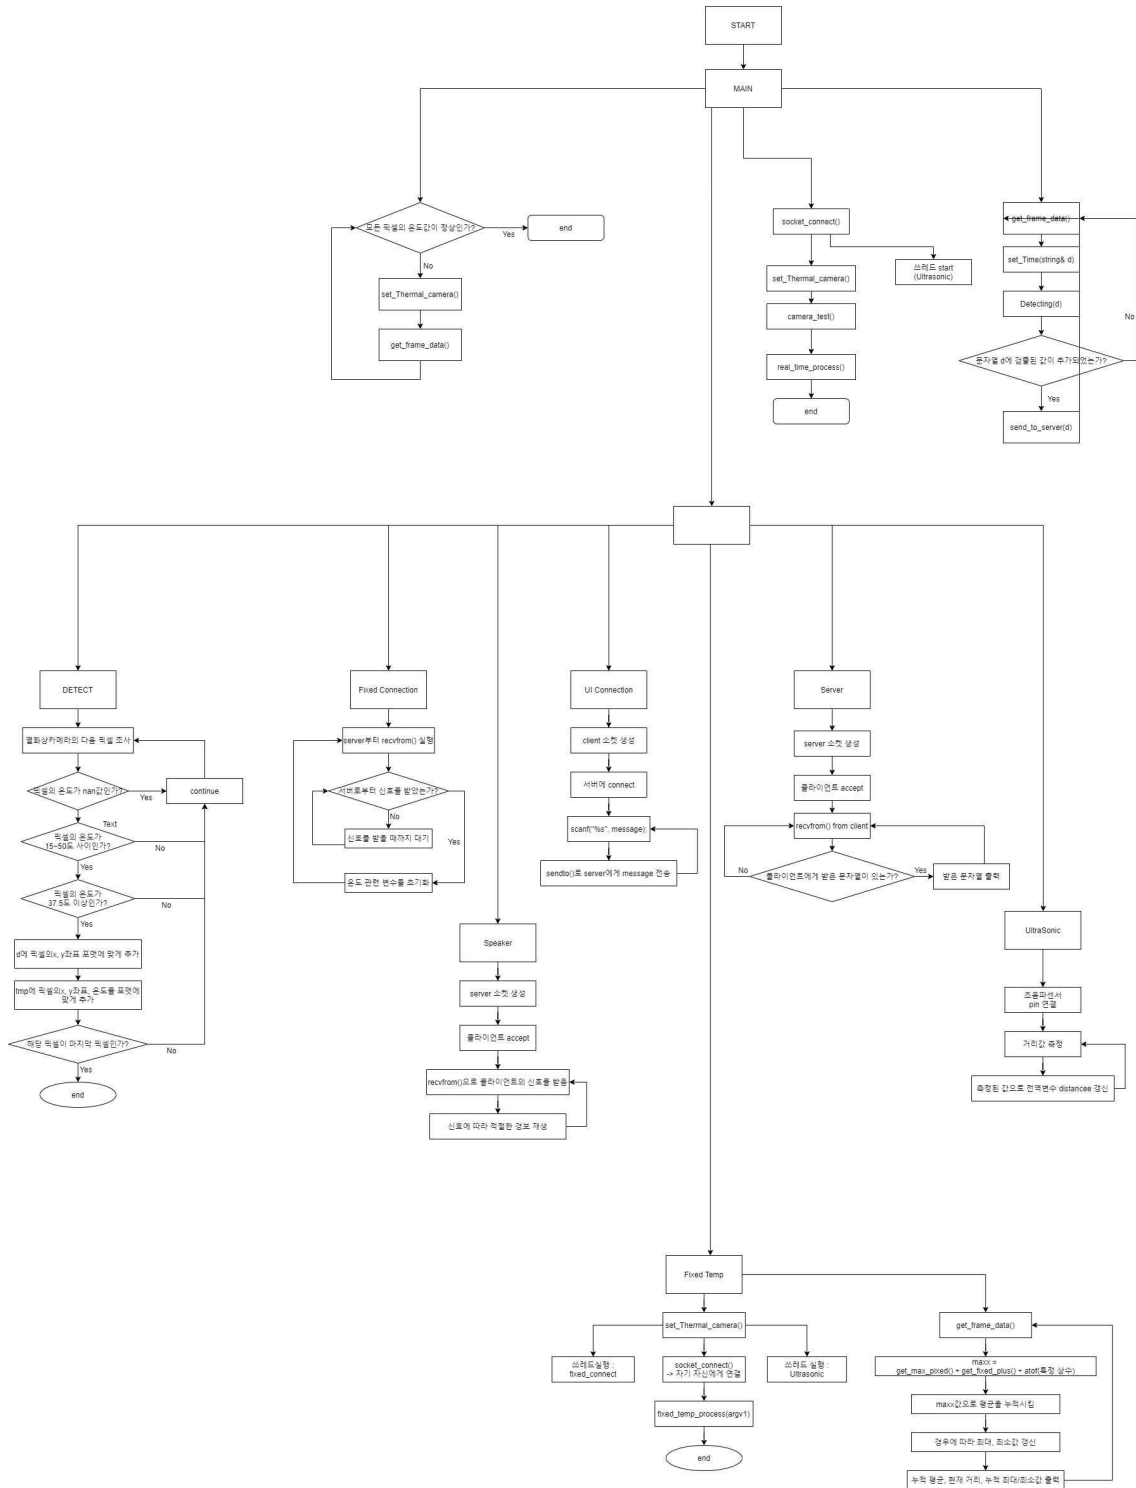 START
MAIN
모든 픽셀의 온도값이 정상인가?
Yes
end
No
set_Thermal_camera()
get_frame_data()
socket_connect()
쓰레드 start
(Ultrasonic)
set_Thermal_camera()
camera_test()
real_time_process()
end
get_frame_data()
set_Time(string& d)
Detecting(d)
No
문자열 d에 검출된 값이 추가되었는가?
Yes
send_to_server(d)
DETECT
열화상카메라의 다음 픽셀 조사
픽셀의 온도가 nan값인가?
Yes
continue
Text
픽셀의 온도가
15~50도 사이인가?
No
Yes
픽셀의 온도가
37.5도 이상인가?
No
Yes
d에 픽셀의x, y좌표 포맷에 맞게 추가
tmp에 픽셀의x, y좌표, 온도를 포맷에
맞게 추가
해당 픽셀이 마지막 픽셀인가?
No
Yes
end
Fixed Connection
server부터 recvfrom() 실행
서버로부터 신호를 받았는가?
No
Yes
신호를 받을 때까지 대기
온도 관련 변수를 초기화
Speaker
server 소켓 생성
클라이언트 accept
recvfrom()으로 클라이언트의 신호를 받음
신호에 따라 적절한 경보 재생
UI Connection
client 소켓 생성
서버에 connect
scanf("%s", message);
sendto()로 server에게 message 전송
Server
server 소켓 생성
클라이언트 accept
recvfrom() from client
No
클라이언트에게 받은 문자열이 있는가?
Yes
받은 문자열 출력
UltraSonic
초음파센서
pin 연결
거리값 측정
측정된 값으로 전역변수 distancee 갱신
Fixed Temp
set_Thermal_camera()
쓰레드실행 :
fixed_connect
socket_connect()
-> 자기 자신에게 연결
쓰레드 실행 :
Ultrasonic
fixed_temp_process(argv1)
end
get_frame_data()
maxx =
get_max_pixed() + get_fixed_plus() + atof(특정 상수)
maxx값으로 평균을 누적시킴
경우에 따라 최대, 최소값 갱신
누적 평균, 현재 거리, 누적 최대/최소값 출력